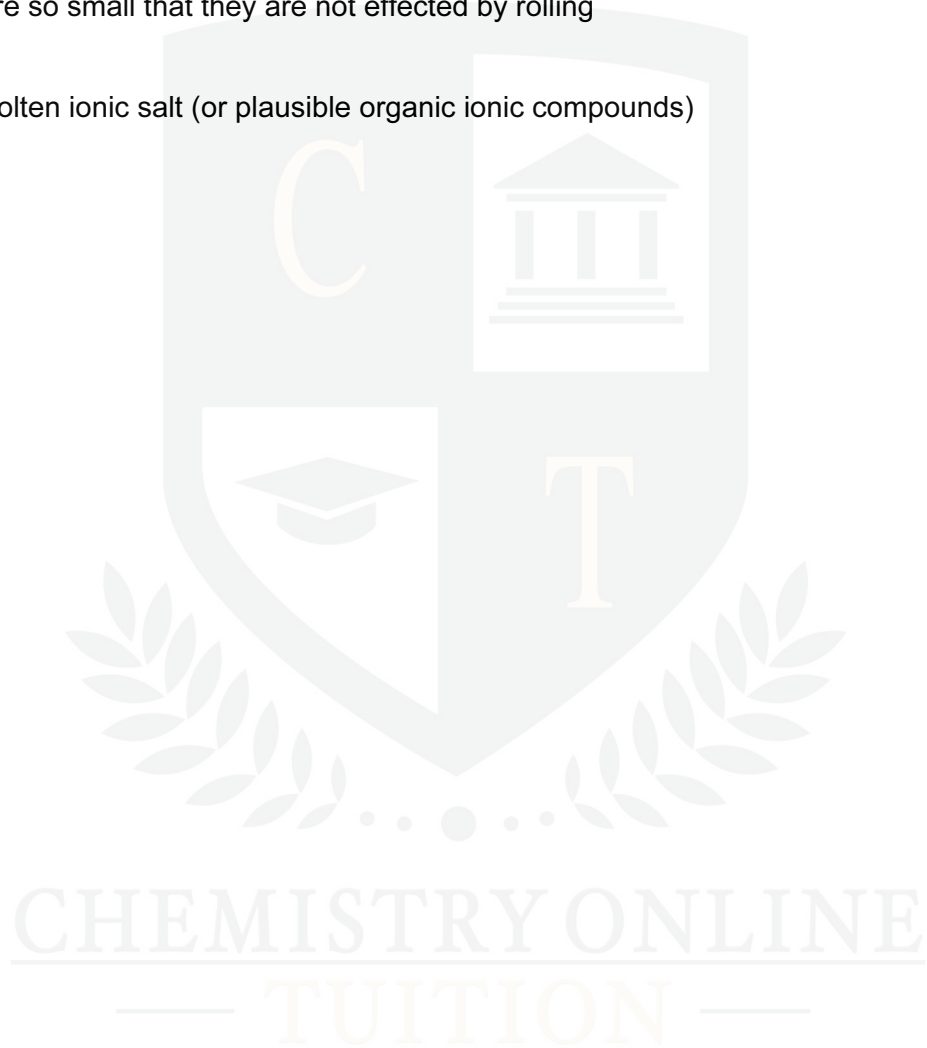 re so small that they are not effected by rolling
olten ionic salt (or plausible organic ionic compounds)
C
T
CHEMISTRY ONLINE
— TUITION —